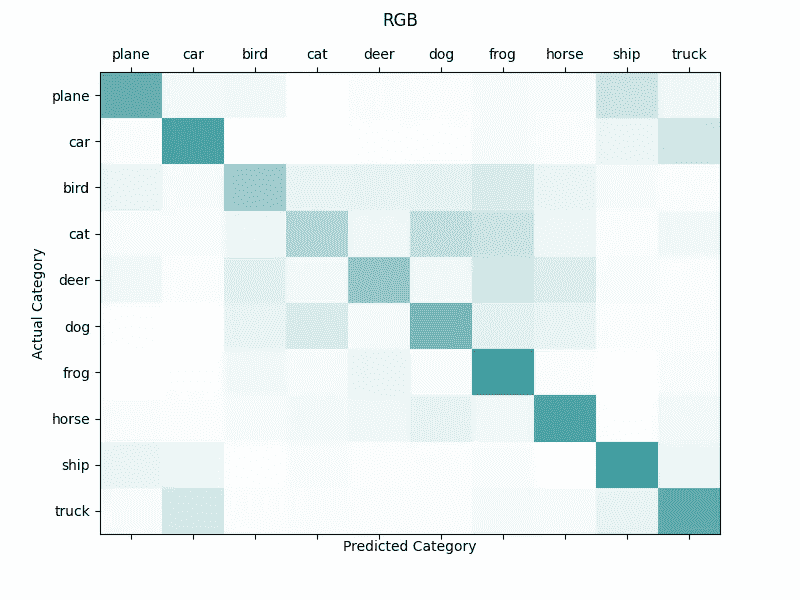 RGB
plane car bird cat deer dog frog horse ship truck
plane
car
bird
cat
deer
dog
frog
horse
ship
truck
Actual Category
Predicted Category